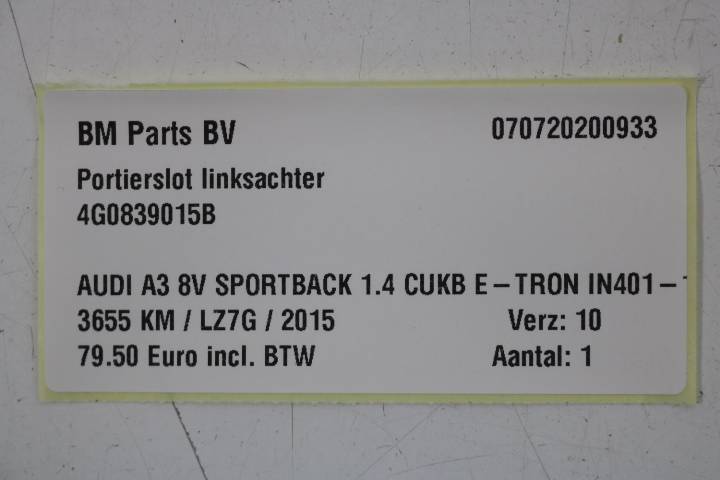 BM Parts BV 070720200933
Portierslot linksachter
4G0839015B
AUDI A3 8V SPORTBACK 1.4 CUKB E-TRON IN401-
3655 KM / LZ7G / 2015 Verz: 10
79.50 Euro incl. BTW Aantal: 1